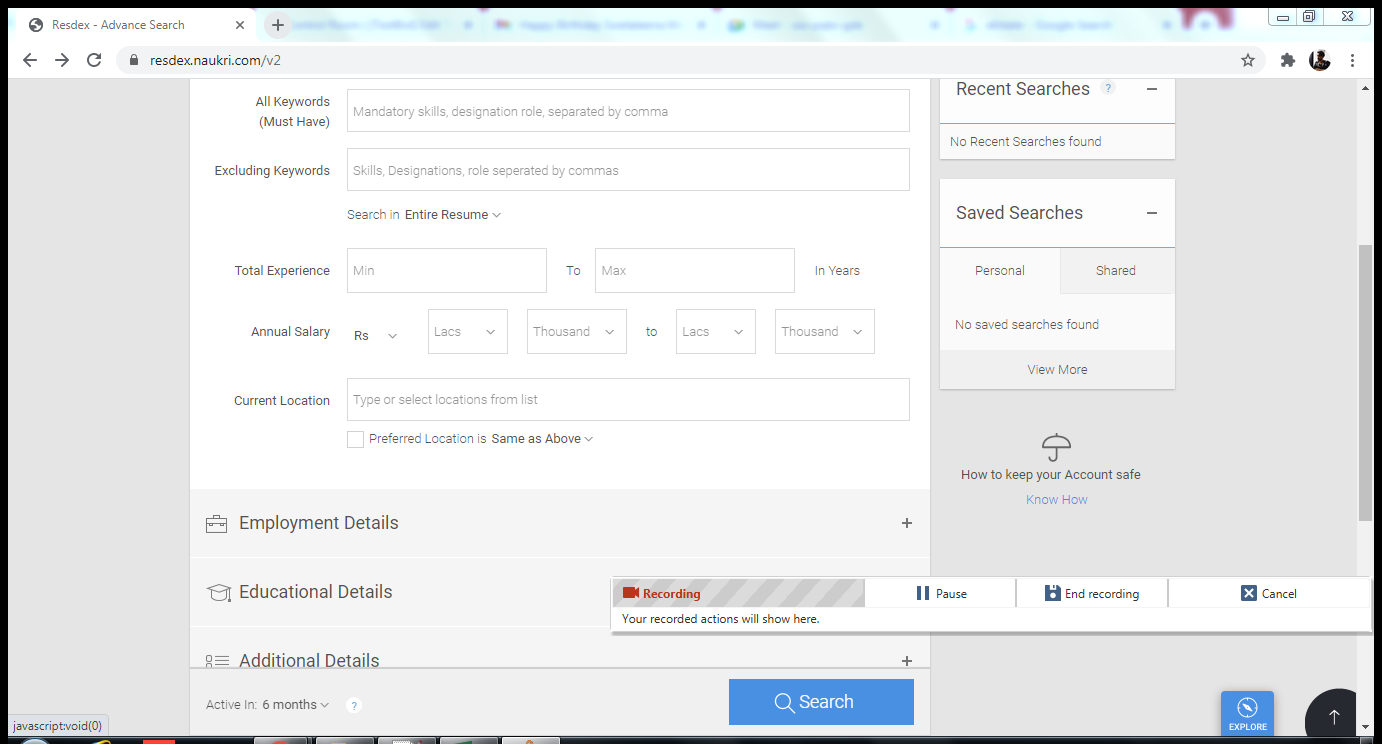 Resdex - Advance Search
resdex.naukri.com/v2
All Keywords
(Must Have)
Mandatory skills, designation role, separated by comma
Excluding Keywords
Skills, Designations, role seperated by commas
Search in Entire Resume
Total Experience
Min
To
Max
In Years
Annual Salary
Rs
Lacs
Thousand
to
Lacs
Thousand
Current Location
Type or select locations from list
Preferred Location is Same as Above
Employment Details
Educational Details
Additional Details
Active In: 6 months
?
Search
Recent Searches ?
No Recent Searches found
Saved Searches
Personal
Shared
No saved searches found
View More
How to keep your Account safe
Know How
Recording
Pause
End recording
Cancel
Your recorded actions will show here.
EXPLORE
javascript:void(0)